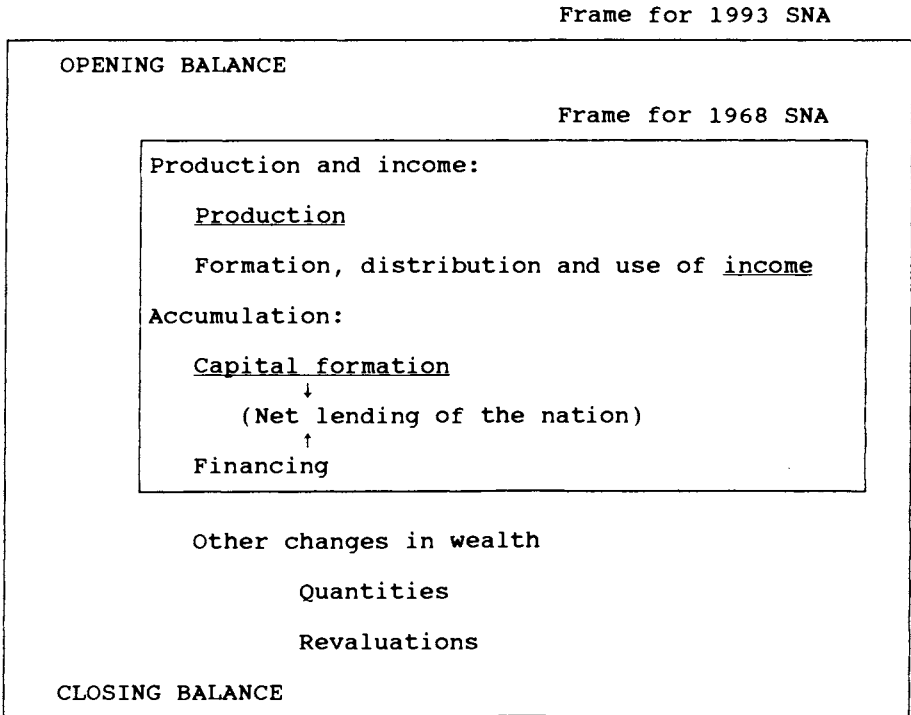 Frame for 1993 SNA
OPENING BALANCE
Frame for 1968 SNA
Production and income:
Production
Formation, distribution and use of income
Accumulation:
Capital formation
↓
(Net lending of the nation)
↑
Financing
Other changes in wealth
Quantities
Revaluations
CLOSING BALANCE